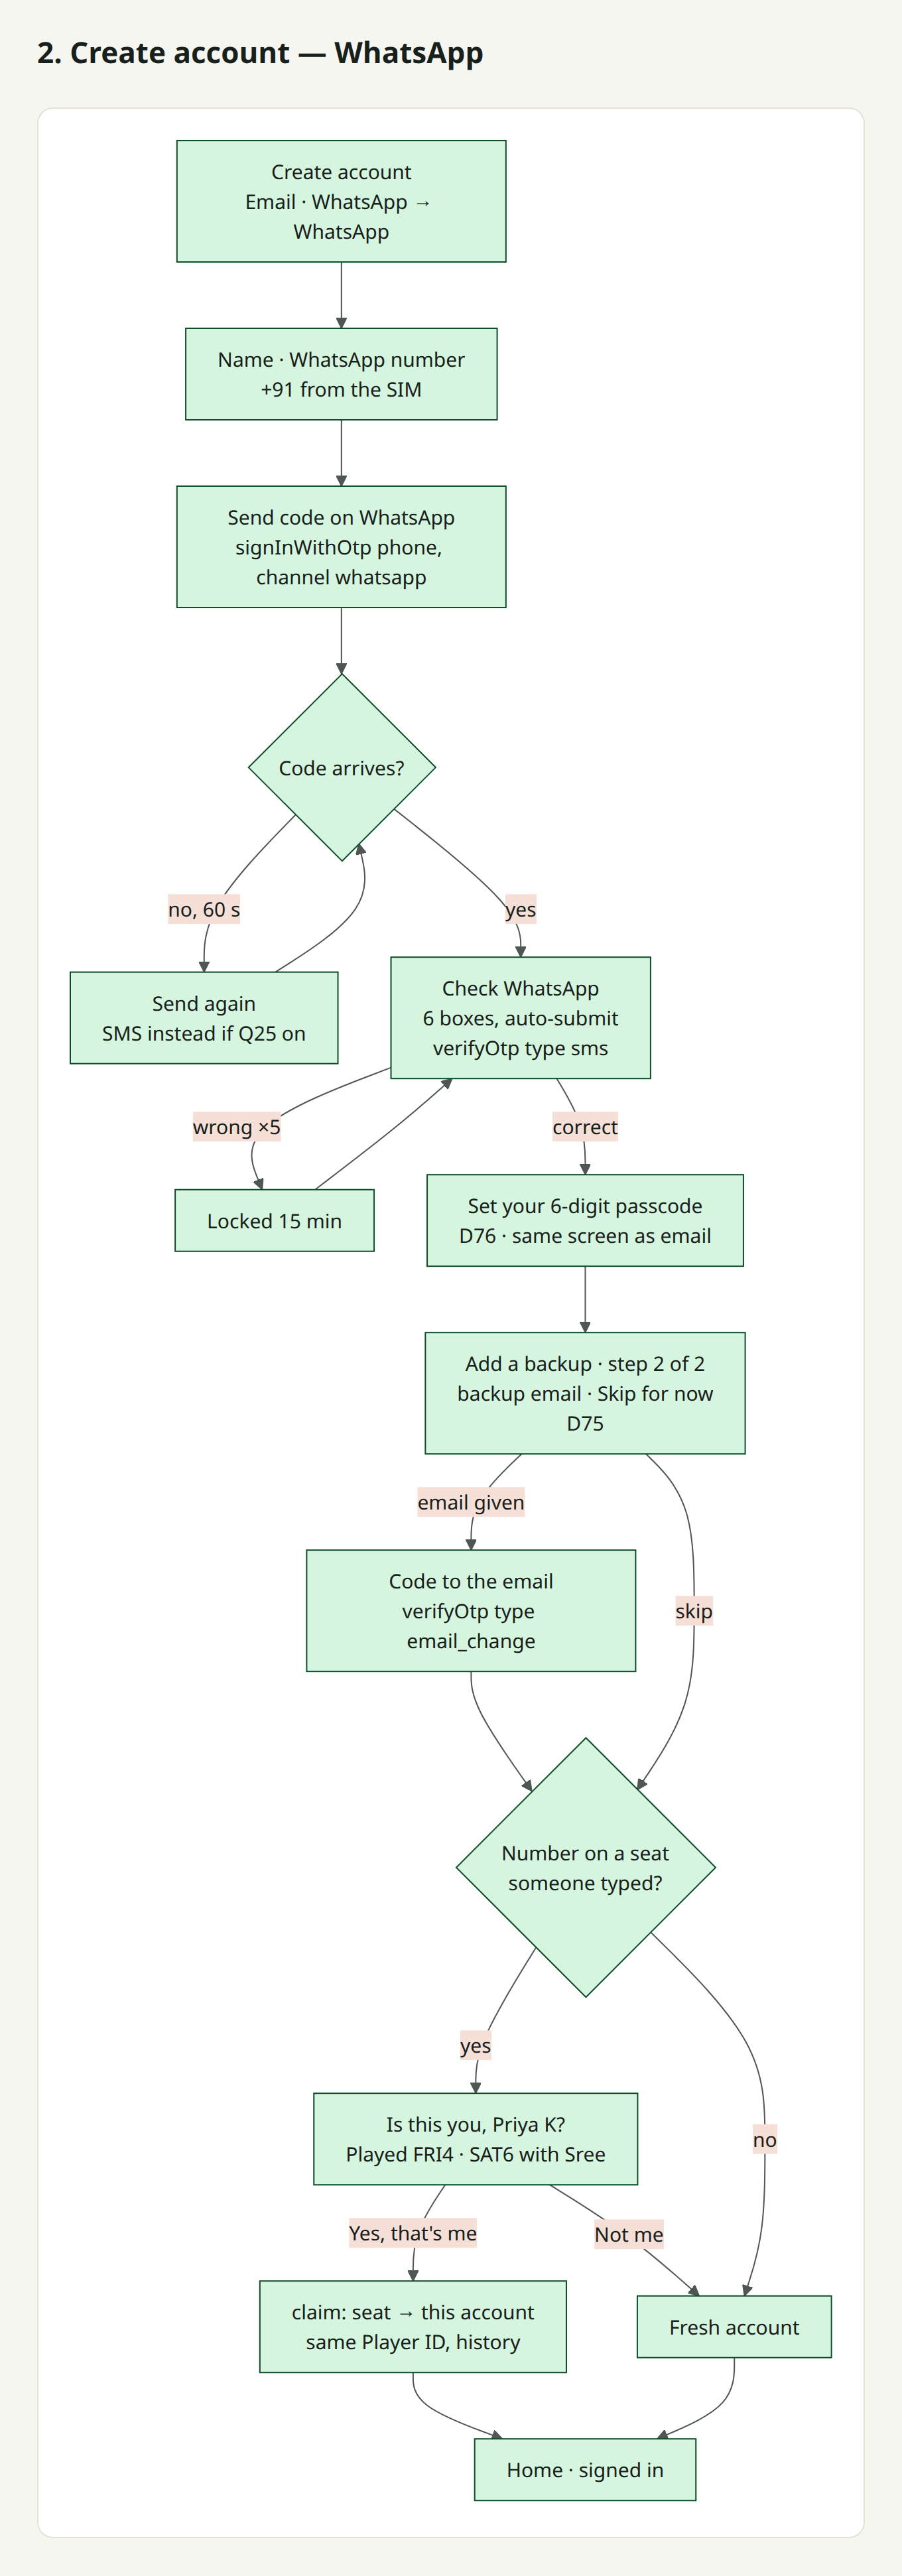 2. Create account — WhatsApp
Create account
Email · WhatsApp →
WhatsApp
Name · WhatsApp number
+91 from the SIM
Send code on WhatsApp
signInWithOtp phone,
channel whatsapp
Code arrives?
no, 60 s
yes
Send again
SMS instead if Q25 on
Check WhatsApp
6 boxes, auto-submit
verifyOtp type sms
wrong ×5
correct
Locked 15 min
Set your 6-digit passcode
D76 · same screen as email
Add a backup · step 2 of 2
backup email · Skip for now
D75
email given
skip
Code to the email
verifyOtp type
email_change
Number on a seat
someone typed?
yes
no
Is this you, Priya K?
Played FRI4 · SAT6 with Sree
Yes, that's me
Not me
claim: seat → this account
same Player ID, history
Fresh account
Home · signed in